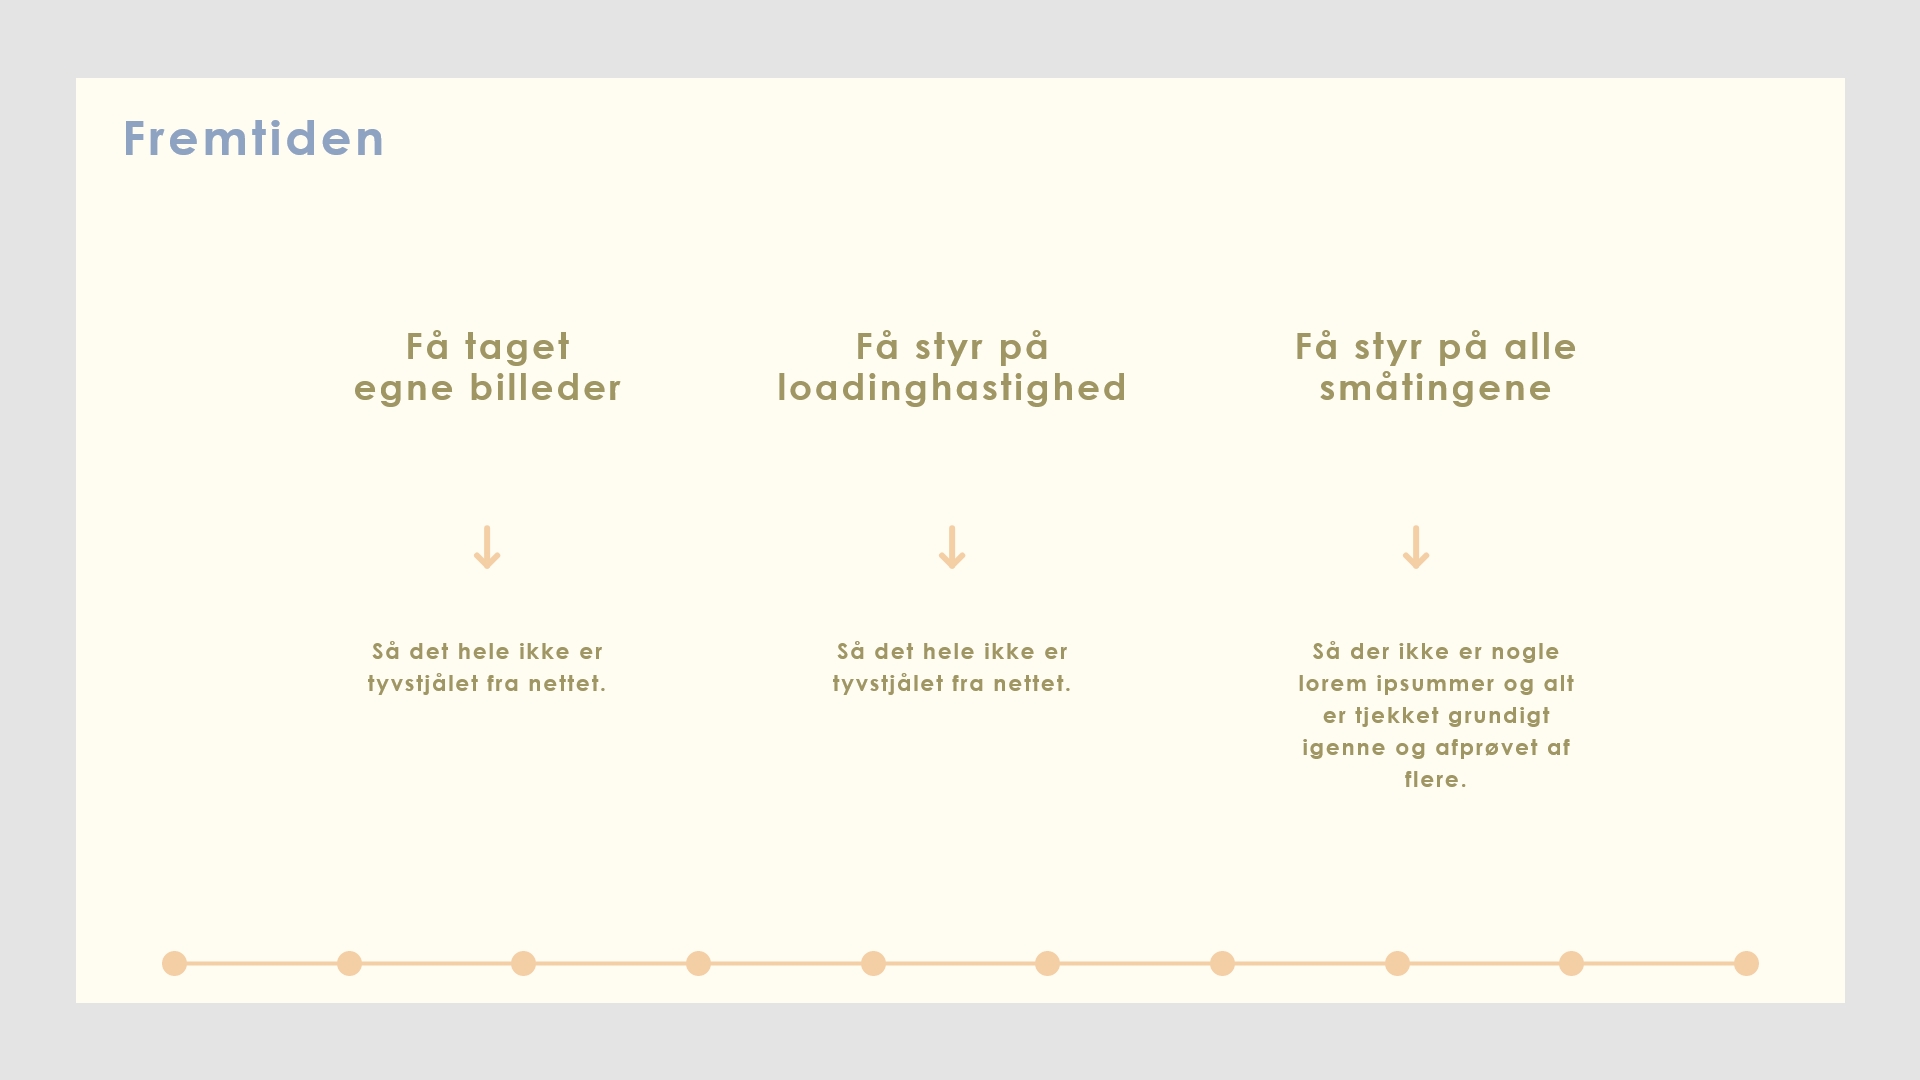 Fremtiden
Få taget
egne billeder
Få styr på
loadinghastighed
Få styr på alle
småtingene
Så det hele ikke er
tyvstjålet fra nettet.
Så det hele ikke er
tyvstjålet fra nettet.
Så der ikke er nogle
lorem ipsummer og alt
er tjekket grundigt
igenne og afprøvet af
flere.